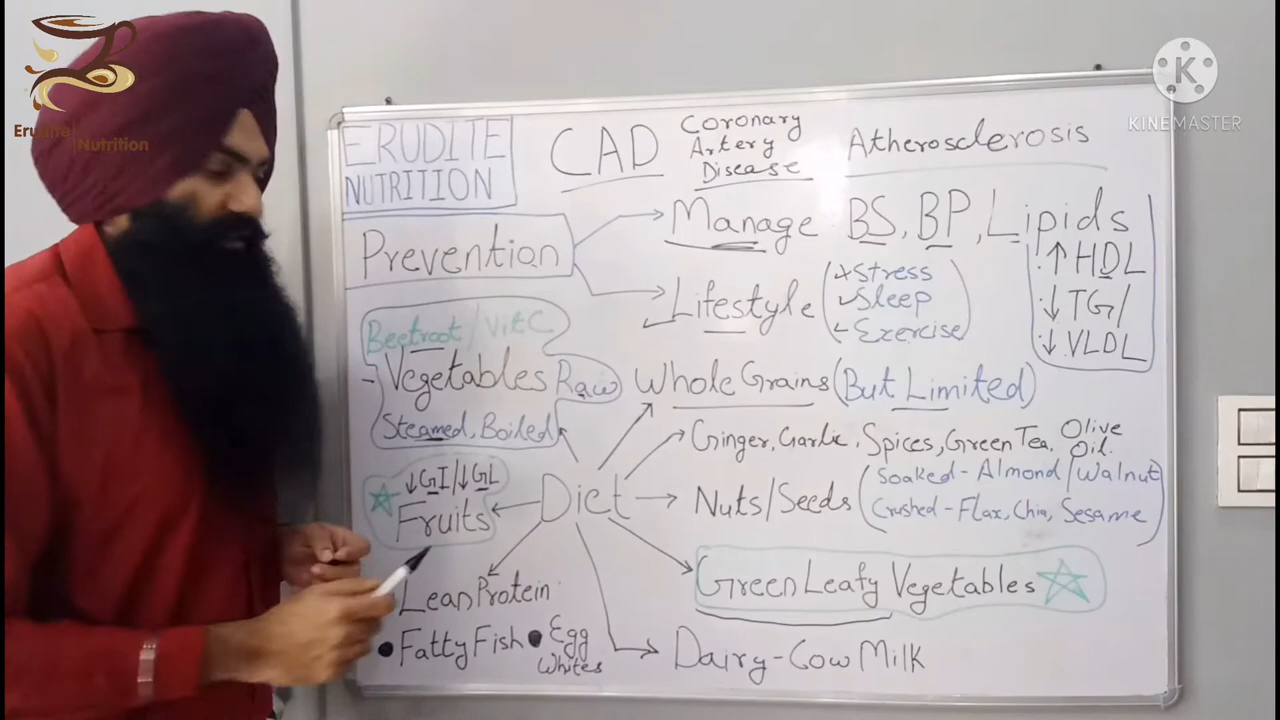 Erudite Nutrition
KINEMASTER
ERUDITE
NUTRITION
CAD
Coronary
Artery
Disease
Atherosclerosis
Prevention
Manage BS, BP, Lipids
↑ HDL
↓ TG/
↓ VLDL
Lifestyle
Stress
Sleep
Exercise
Beetroot/Vit C
- Vegetables Raw
Steamed, Boiled
Whole Grains (But Limited)
Ginger, Garlic, Spices, Green Tea, Olive
Oil.
Diet
Nuts/Seeds
Soaked - Almond/Walnut
Crushed - Flax, Chia, Sesame
↓GI/↓GL
Fruits
Green Leafy Vegetables
Lean Protein
• Fatty Fish • Egg
Whites
Dairy - Cow Milk